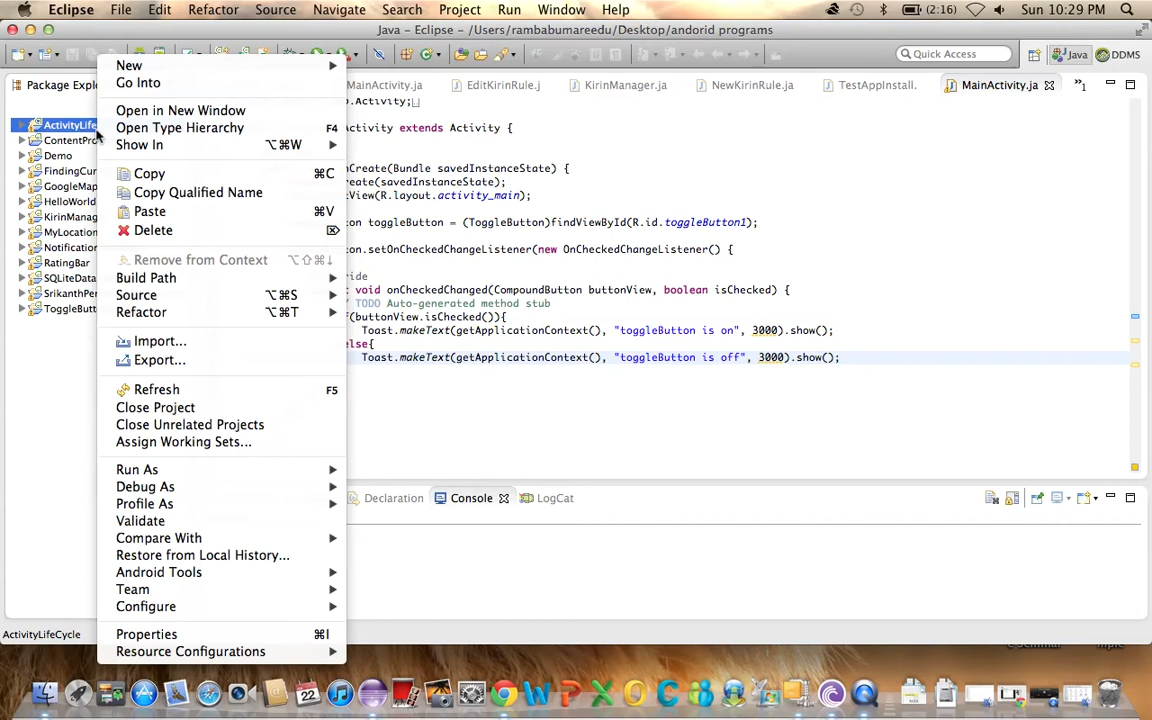 Eclipse File Edit Refactor Source Navigate Search Project Run Window Help (2:16) Sun 10:29 PM
Java - Eclipse - /Users/rambabumareedu/Desktop/andorid programs
Quick Access Java DDMS
Package Explo
MainActivity.ja EditKirinRule.j KirinManager.ja NewKirinRule.ja TestAppInstall. MainActivity.ja »1
ActivityLife
ContentPro
Demo
FindingCur
GoogleMap
HelloWorld
KirinManag
MyLocation
Notification
RatingBar
SQLiteData
SrikanthPer
ToggleButt
New
Go Into
Open in New Window
Open Type Hierarchy F4
Show In ⌥⌘W
Copy ⌘C
Copy Qualified Name
Paste ⌘V
Delete ⌦
Remove from Context ⌥⇧⌘↓
Build Path
Source ⌥⌘S
Refactor ⌥⌘T
Import...
Export...
Refresh F5
Close Project
Close Unrelated Projects
Assign Working Sets...
Run As
Debug As
Profile As
Validate
Compare With
Restore from Local History...
Android Tools
Team
Configure
Properties ⌘I
Resource Configurations
p.Activity;
Activity extends Activity {
nCreate(Bundle savedInstanceState) {
reate(savedInstanceState);
tView(R.layout.activity_main);
on toggleButton = (ToggleButton)findViewById(R.id.toggleButton1);
on.setOnCheckedChangeListener(new OnCheckedChangeListener() {
ride
void onCheckedChanged(CompoundButton buttonView, boolean isChecked) {
/ TODO Auto-generated method stub
f(buttonView.isChecked()){
Toast.makeText(getApplicationContext(), "toggleButton is on", 3000).show();
else{
Toast.makeText(getApplicationContext(), "toggleButton is off", 3000).show();
Declaration Console LogCat
ActivityLifeCycle
22